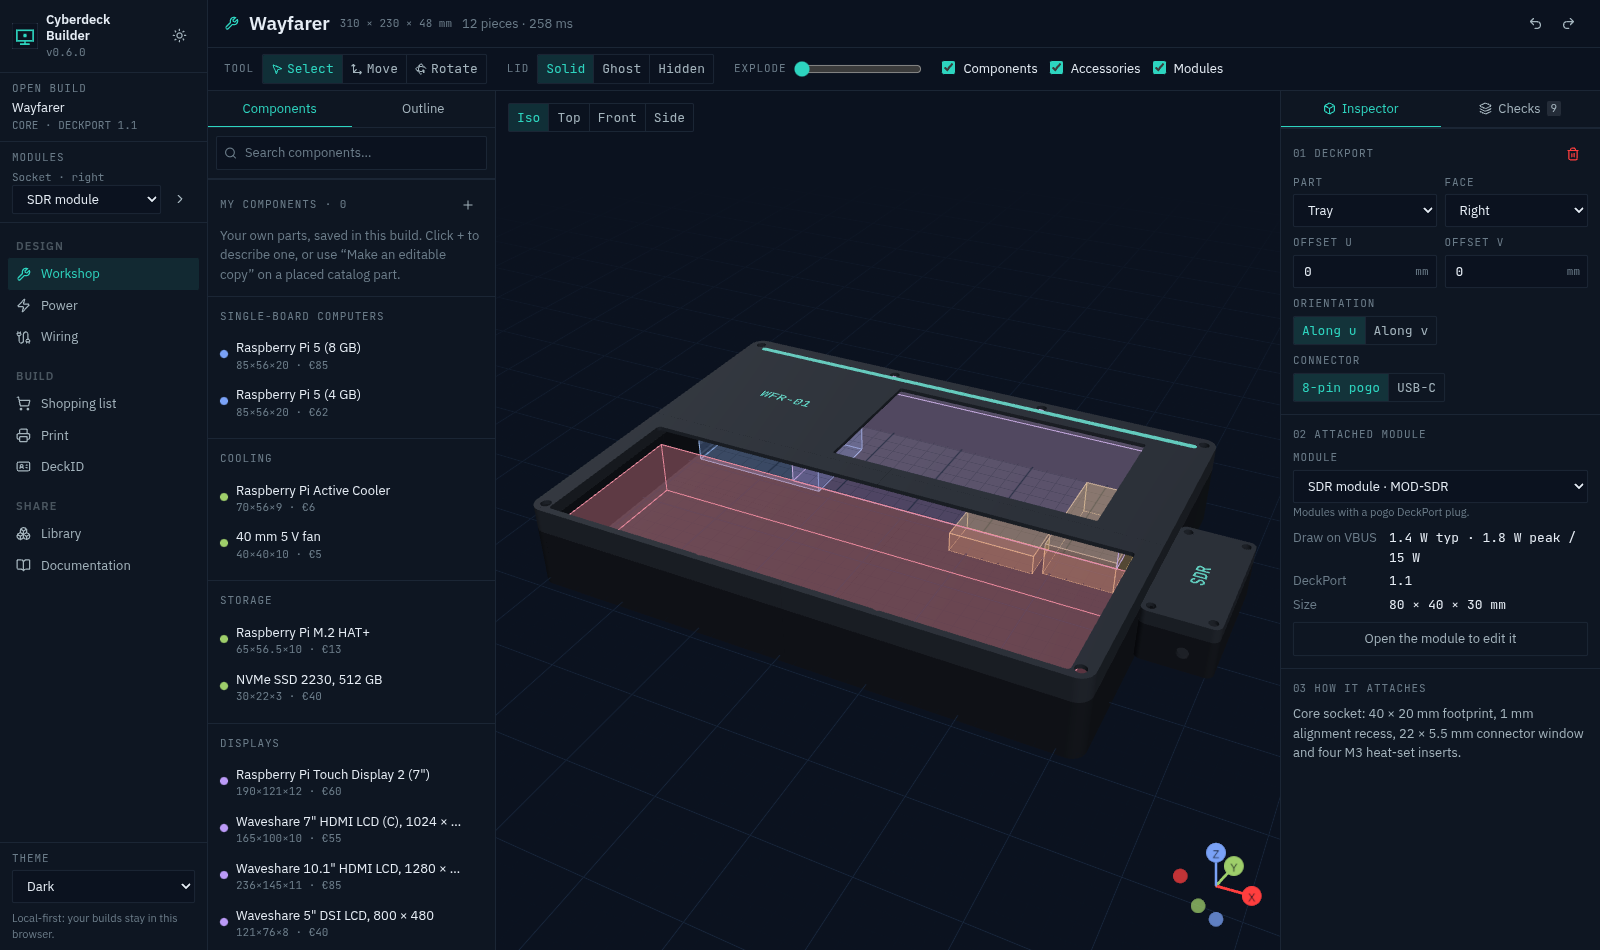 Cyberdeck
Builder
v0.6.0
OPEN BUILD
Wayfarer
CORE · DECKPORT 1.1
MODULES
Socket · right
SDR module
DESIGN
Workshop
Power
Wiring
BUILD
Shopping list
Print
DeckID
SHARE
Library
Documentation
THEME
Dark
Local-first: your builds stay in this
browser.
Wayfarer 310 × 230 × 48 mm 12 pieces · 258 ms
TOOL Select Move Rotate LID Solid Ghost Hidden EXPLODE Components Accessories Modules
Components Outline
Search components...
MY COMPONENTS · 0
Your own parts, saved in this build. Click + to
describe one, or use “Make an editable
copy” on a placed catalog part.
SINGLE-BOARD COMPUTERS
Raspberry Pi 5 (8 GB)
85×56×20 · €85
Raspberry Pi 5 (4 GB)
85×56×20 · €62
COOLING
Raspberry Pi Active Cooler
70×56×9 · €6
40 mm 5 V fan
40×40×10 · €5
STORAGE
Raspberry Pi M.2 HAT+
65×56.5×10 · €13
NVMe SSD 2230, 512 GB
30×22×3 · €40
DISPLAYS
Raspberry Pi Touch Display 2 (7")
190×121×12 · €60
Waveshare 7" HDMI LCD (C), 1024 × ...
165×100×10 · €55
Waveshare 10.1" HDMI LCD, 1280 × ...
236×145×11 · €85
Waveshare 5" DSI LCD, 800 × 480
121×76×8 · €40
Iso Top Front Side
WFR-01
SDR
Z
Y
X
Inspector Checks 9
01 DECKPORT
PART FACE
Tray Right
OFFSET U OFFSET V
0 mm 0 mm
ORIENTATION
Along u Along v
CONNECTOR
8-pin pogo USB-C
02 ATTACHED MODULE
MODULE
SDR module · MOD-SDR
Modules with a pogo DeckPort plug.
Draw on VBUS 1.4 W typ · 1.8 W peak /
15 W
DeckPort 1.1
Size 80 × 40 × 30 mm
Open the module to edit it
03 HOW IT ATTACHES
Core socket: 40 × 20 mm footprint, 1 mm
alignment recess, 22 × 5.5 mm connector window
and four M3 heat-set inserts.